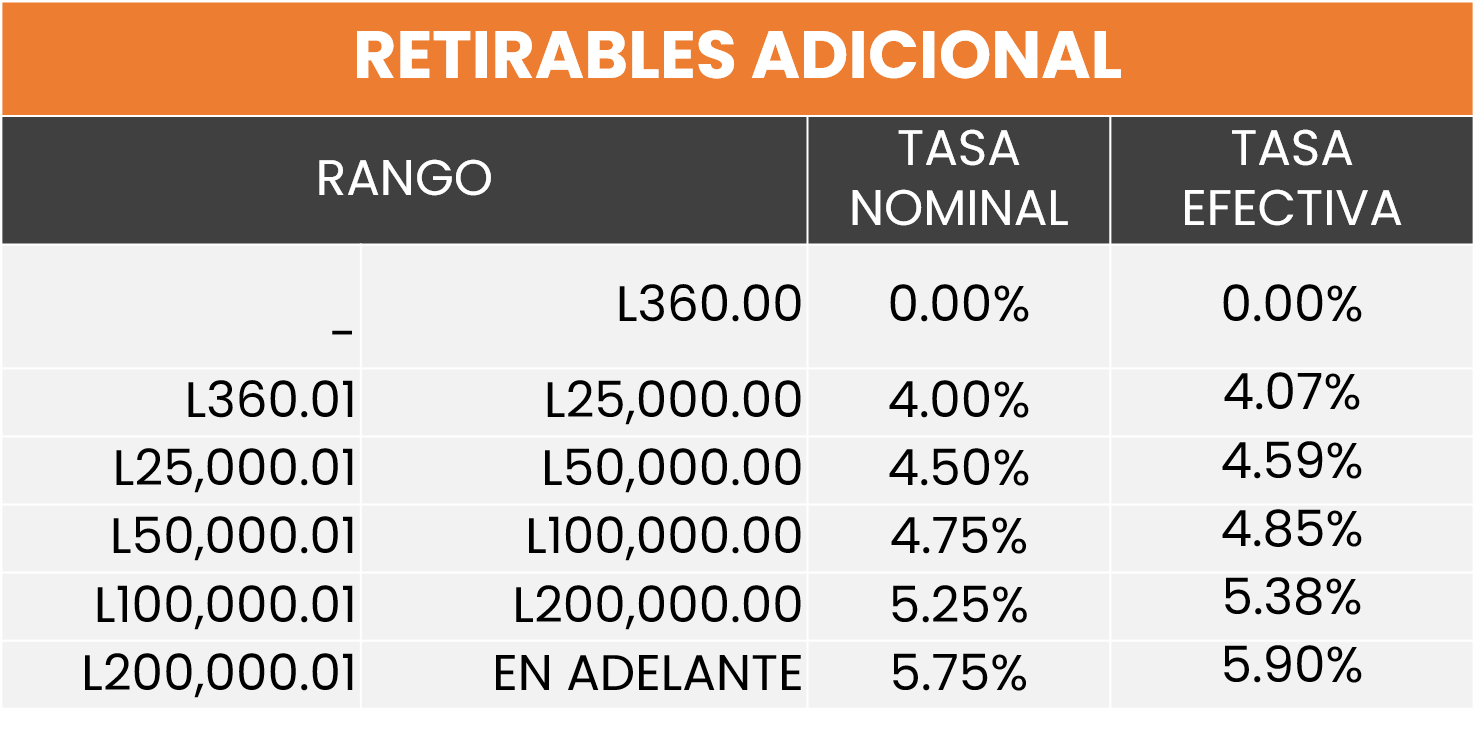 RETIRABLES ADICIONAL
RANGO TASA NOMINAL TASA EFECTIVA
- L360.00 0.00% 0.00%
L360.01 L25,000.00 4.00% 4.07%
L25,000.01 L50,000.00 4.50% 4.59%
L50,000.01 L100,000.00 4.75% 4.85%
L100,000.01 L200,000.00 5.25% 5.38%
L200,000.01 EN ADELANTE 5.75% 5.90%